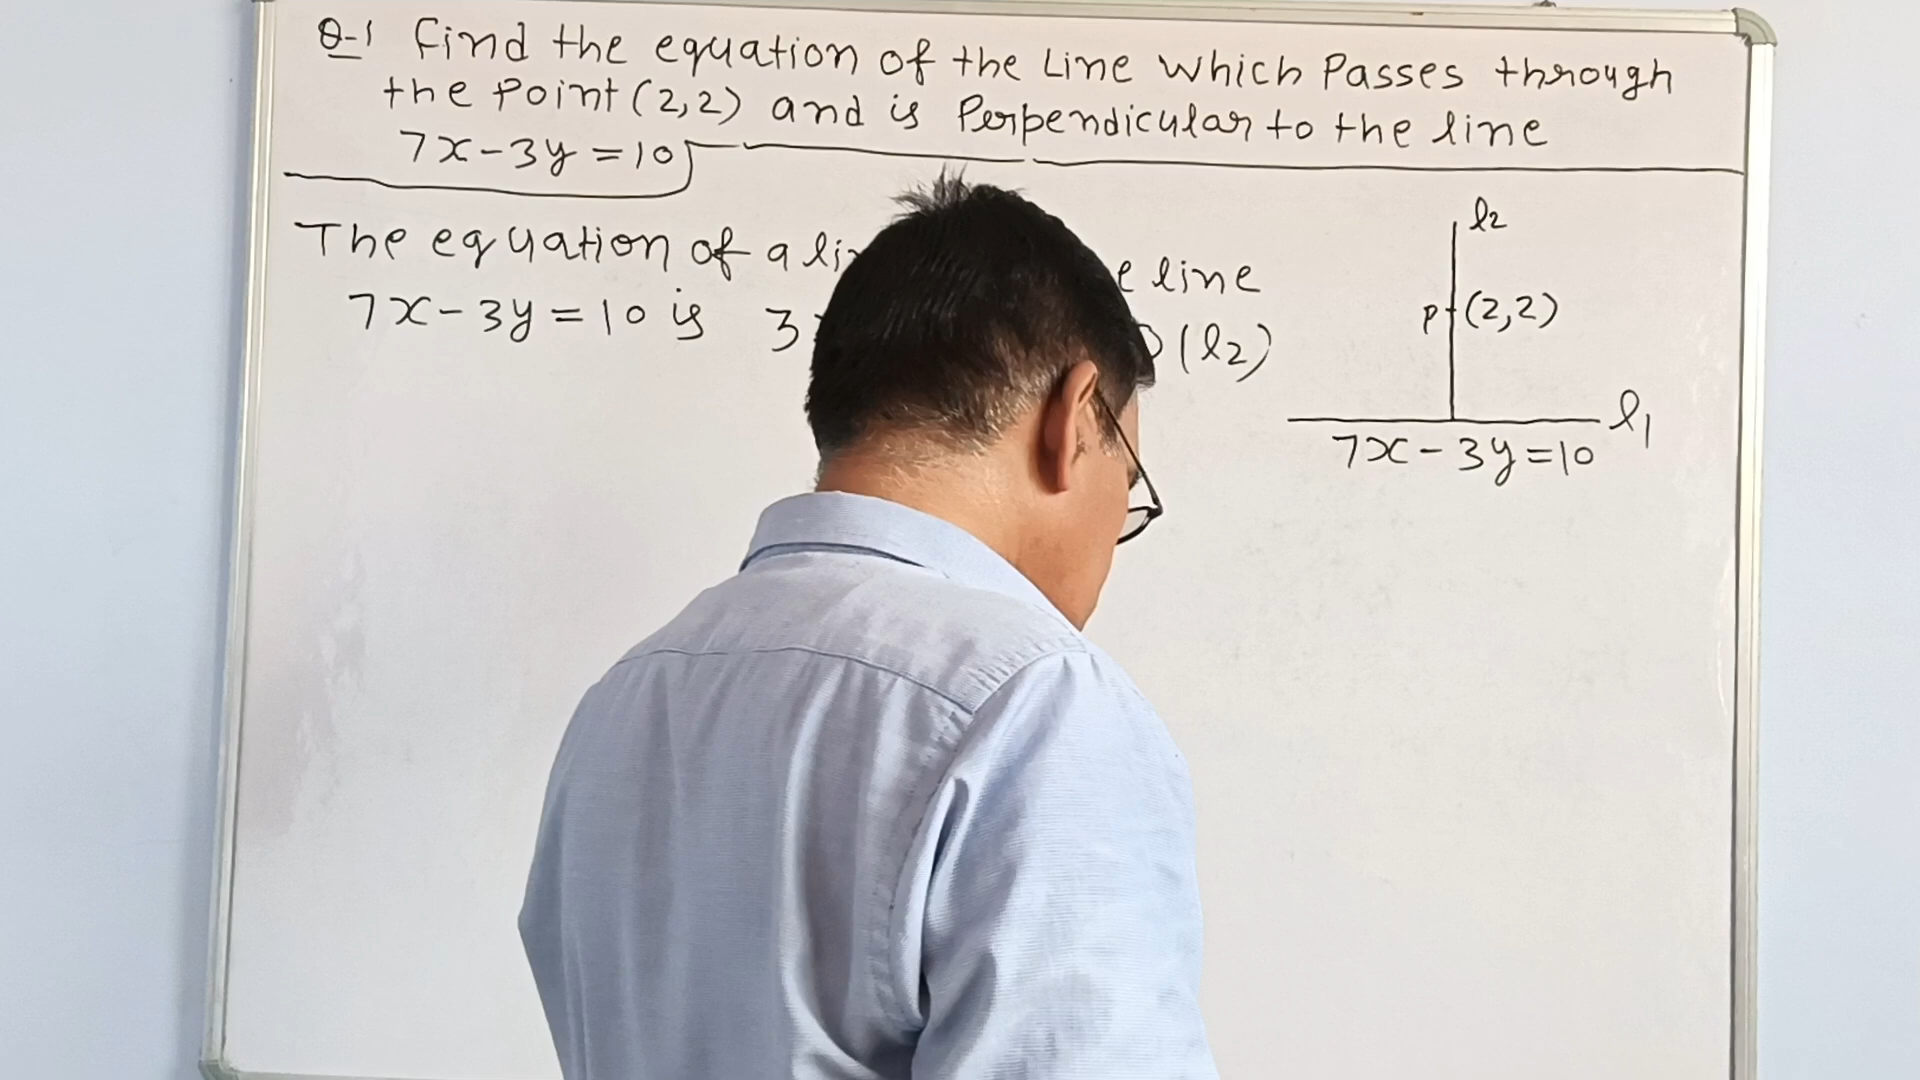 Q-1 Find the equation of the Line which Passes through
the Point (2,2) and is Perpendicular to the line
7x-3y=10
The equation of a line
7x-3y=10 is 3 (l2)
l2
P (2,2)
l1
7x-3y=10